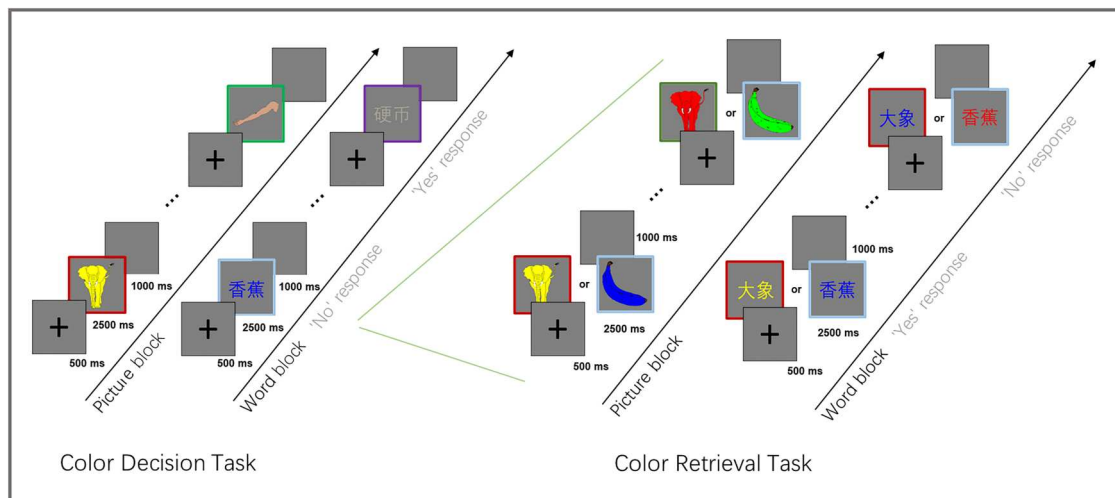 硬币
'Yes' response
香蕉
1000 ms
1000 ms
2500 ms
2500 ms
500 ms
500 ms
'No' response
Picture block
Word block
Color Decision Task
or
大象
or
香蕉
'No' response
1000 ms
1000 ms
or
大象
or
香蕉
2500 ms
2500 ms
500 ms
500 ms
'Yes' response
Picture block
Word block
Color Retrieval Task